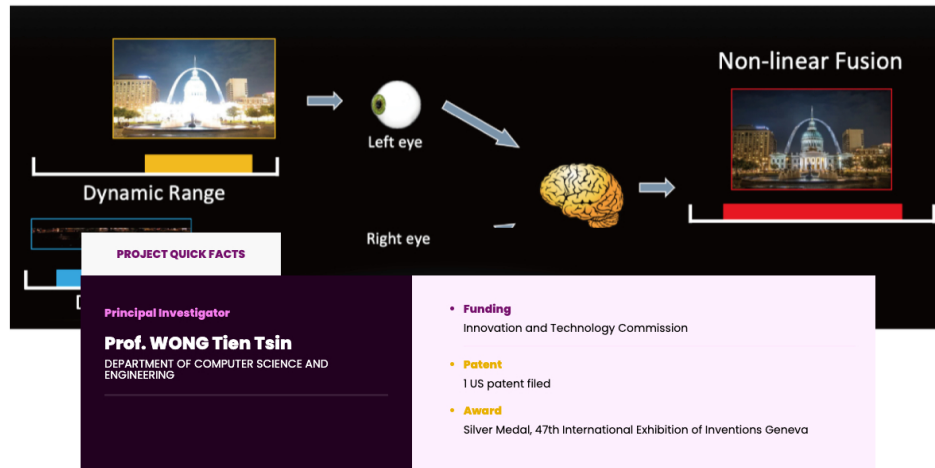 Non-linear Fusion
Left eye
Dynamic Range
Right eye
PROJECT QUICK FACTS
Principal Investigator
Prof. WONG Tien Tsin
DEPARTMENT OF COMPUTER SCIENCE AND
ENGINEERING
• Funding
Innovation and Technology Commission
• Patent
1 US patent filed
• Award
Silver Medal, 47th International Exhibition of Inventions Geneva